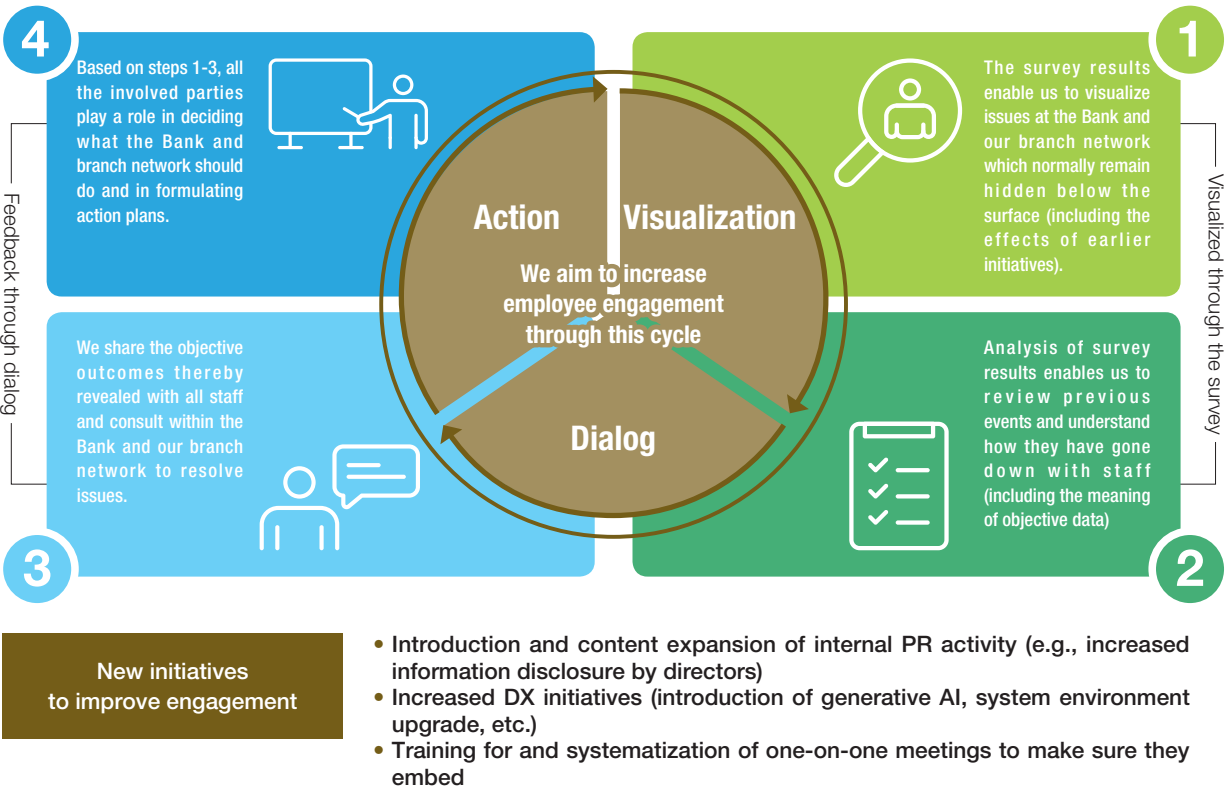 4
Based on steps 1-3, all
the involved parties
play a role in deciding
what the Bank and
branch network should
do and in formulating
action plans.
1
The survey results
enable us to visualize
issues at the Bank and
our branch network
which normally remain
hidden below the
surface (including the
effects of earlier
initiatives).
Feedback through dialog
Visualized through the survey
Action
Visualization
We aim to increase
employee engagement
through this cycle
Dialog
We share the objective
outcomes thereby
revealed with all staff
and consult within the
Bank and our branch
network to resolve
issues.
3
Analysis of survey
results enables us to
review previous
events and understand
how they have gone
down with staff
(including the meaning
of objective data)
2
New initiatives
to improve engagement
• Introduction and content expansion of internal PR activity (e.g., increased
information disclosure by directors)
• Increased DX initiatives (introduction of generative AI, system environment
upgrade, etc.)
• Training for and systematization of one-on-one meetings to make sure they
embed